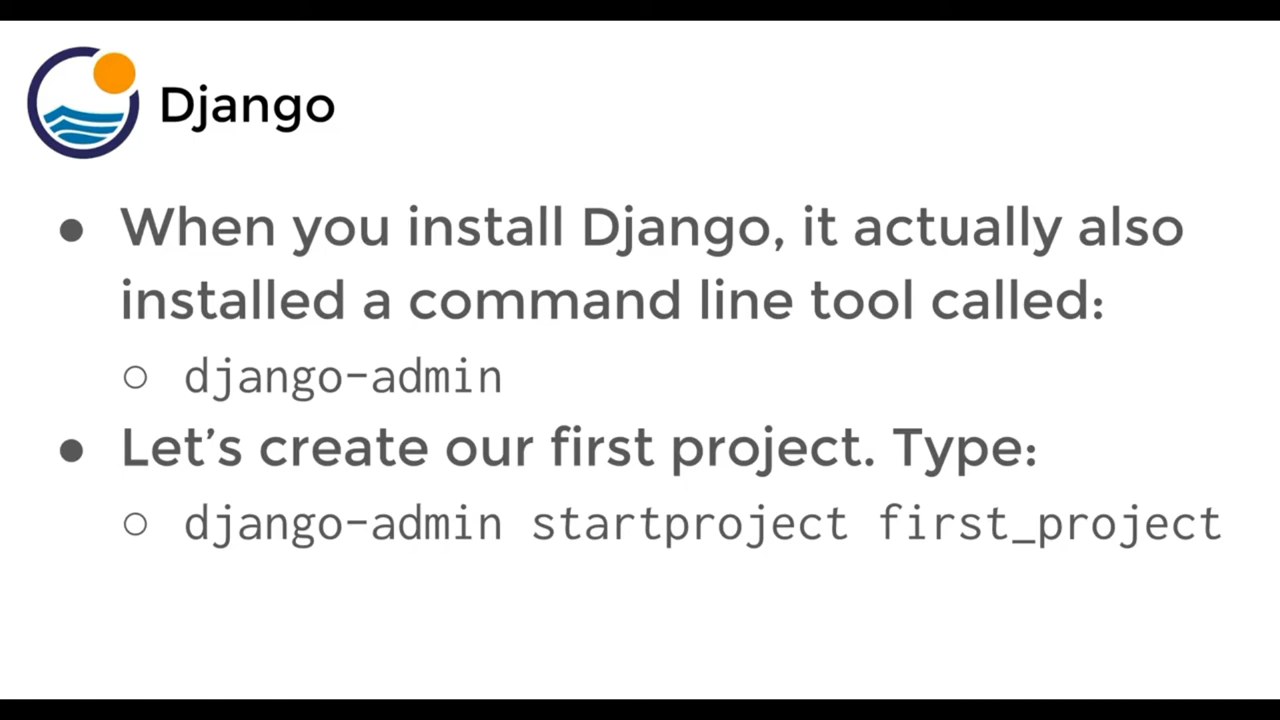 Django
● When you install Django, it actually also
installed a command line tool called:
○ django-admin
● Let’s create our first project. Type:
○ django-admin startproject first_project